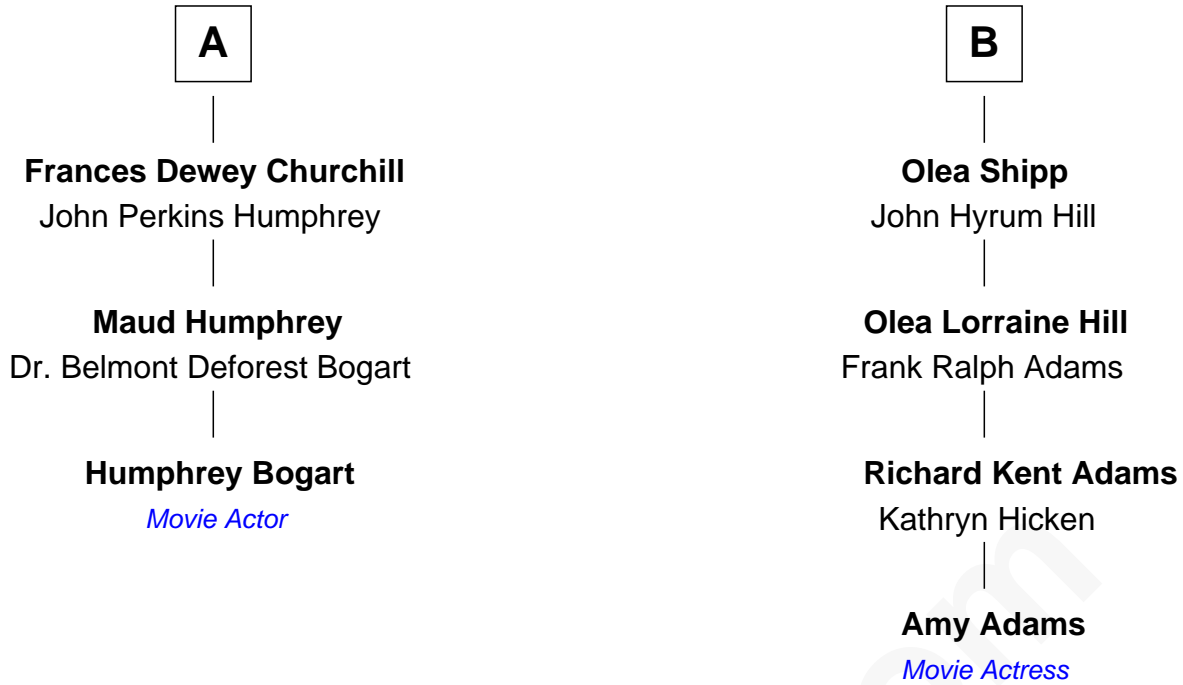 A
Frances Dewey Churchill
John Perkins Humphrey
Maud Humphrey
Dr. Belmont Deforest Bogart
Humphrey Bogart
Movie Actor
B
Olea Shipp
John Hyrum Hill
Olea Lorraine Hill
Frank Ralph Adams
Richard Kent Adams
Kathryn Hicken
Amy Adams
Movie Actress